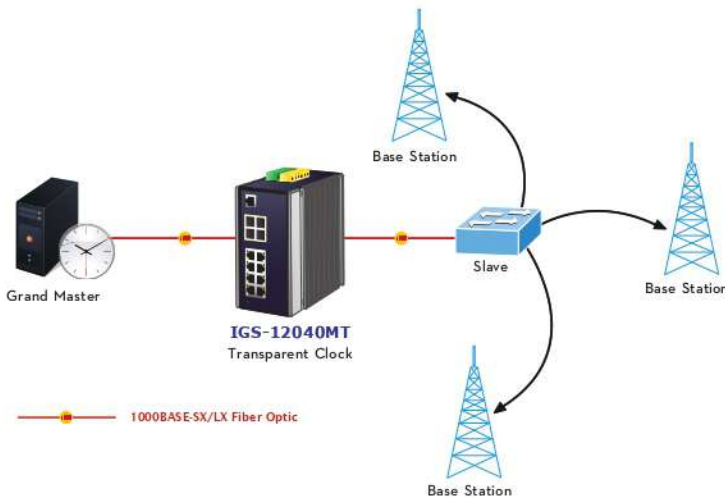 Base Station
Grand Master
IGS-12040MT
Transparent Clock
Slave
Base Station
1000BASE-SX/LX Fiber Optic
Base Station